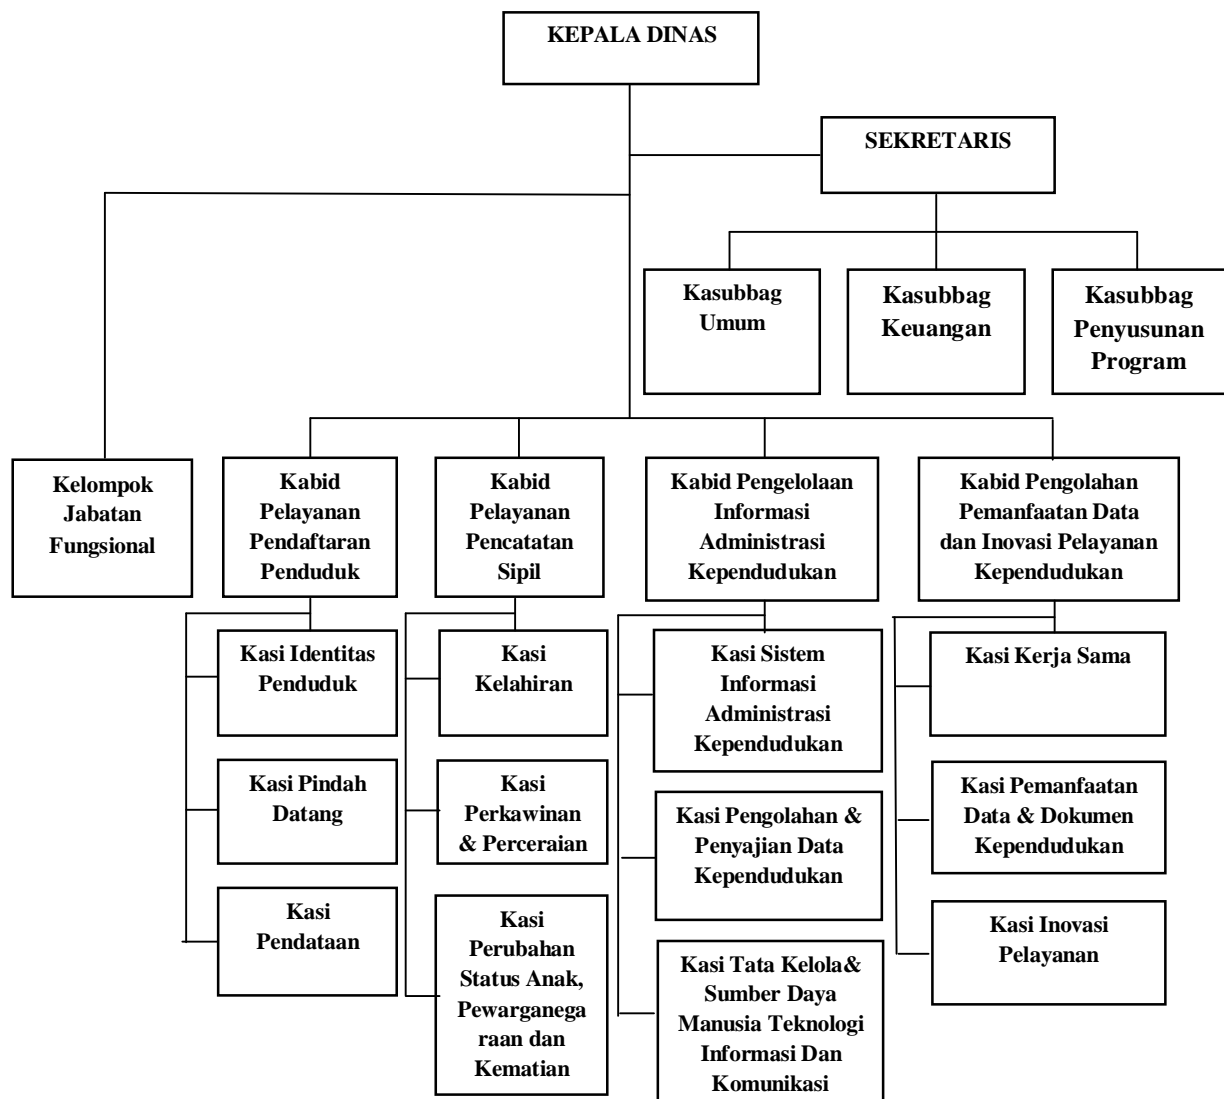 KEPALA DINAS
SEKRETARIS
Kasubbag
Umum
Kasubbag
Keuangan
Kasubbag
Penyusunan
Program
Kelompok
Jabatan
Fungsional
Kabid
Pelayanan
Pendaftaran
Penduduk
Kabid
Pelayanan
Pencatatan
Sipil
Kabid Pengelolaan
Informasi
Administrasi
Kependudukan
Kabid Pengolahan
Pemanfaatan Data
dan Inovasi Pelayanan
Kependudukan
Kasi Identitas
Penduduk
Kasi Pindah
Datang
Kasi
Pendataan
Kasi
Kelahiran
Kasi
Perkawinan
& Perceraian
Kasi
Perubahan
Status Anak,
Pewarganega
raan dan
Kematian
Kasi Sistem
Informasi
Administrasi
Kependudukan
Kasi Pengolahan &
Penyajian Data
Kependudukan
Kasi Tata Kelola&
Sumber Daya
Manusia Teknologi
Informasi Dan
Komunikasi
Kasi Kerja Sama
Kasi Pemanfaatan
Data & Dokumen
Kependudukan
Kasi Inovasi
Pelayanan